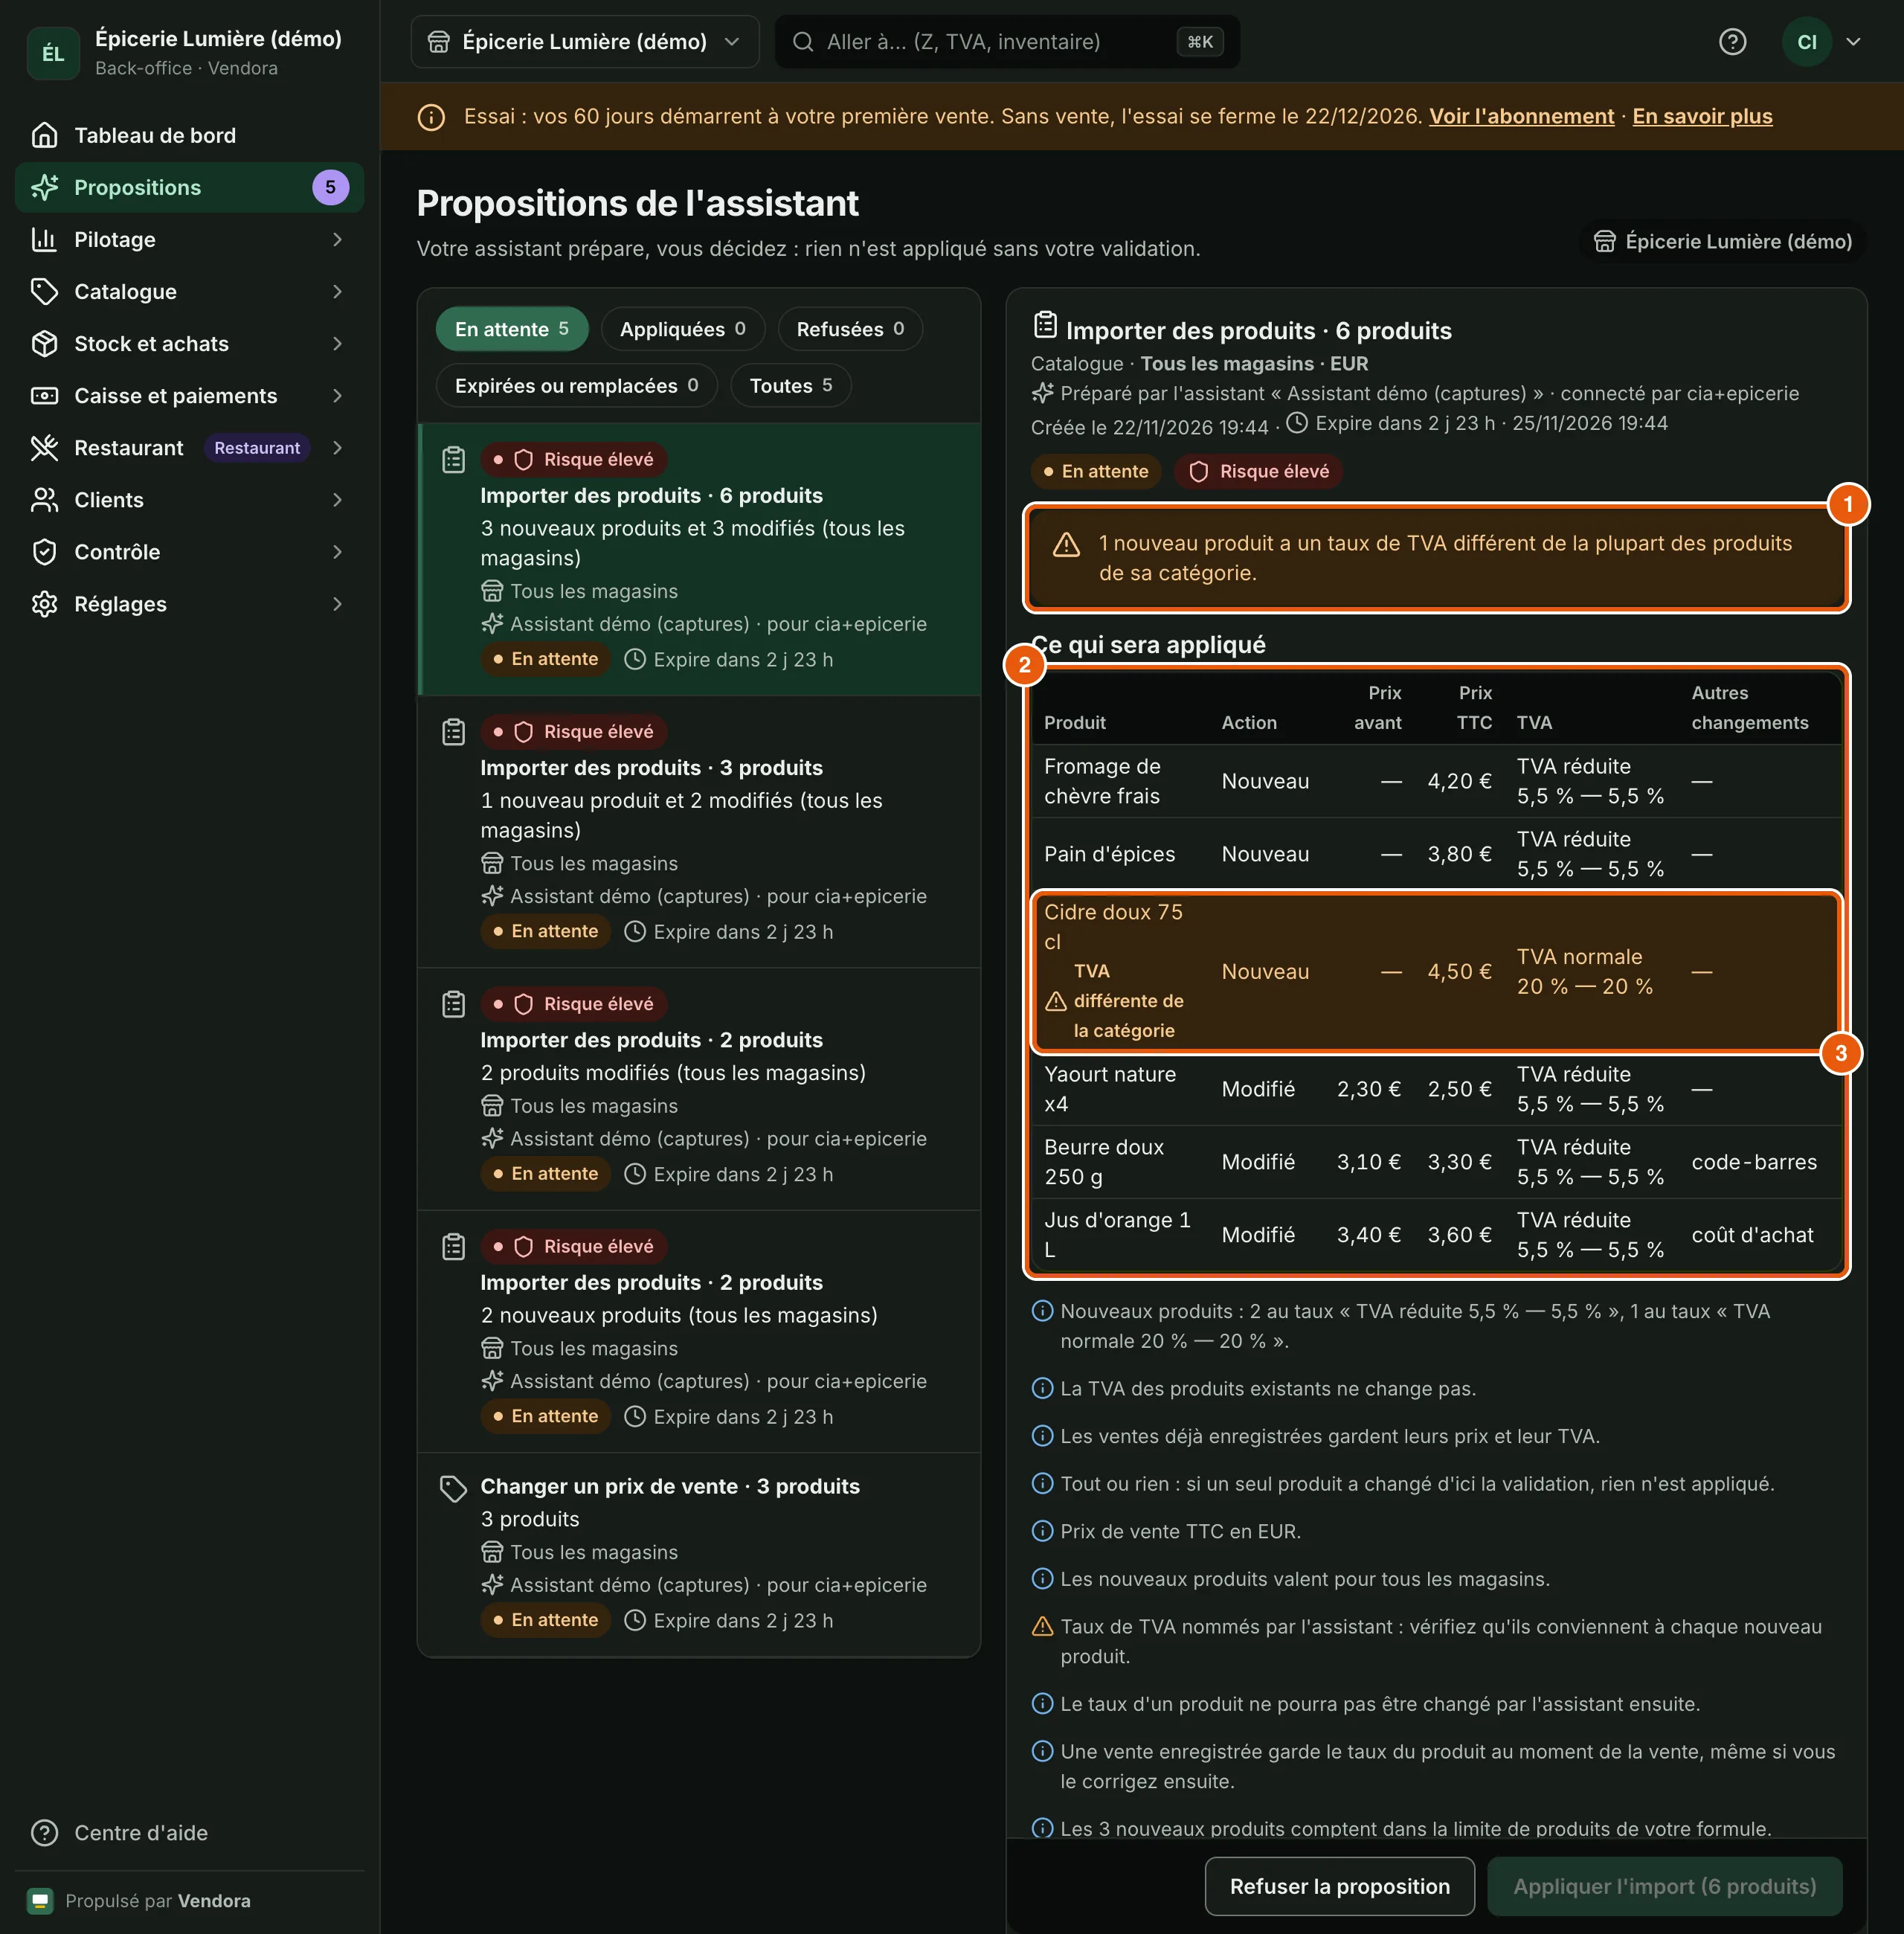 ÉL
Épicerie Lumière (démo)
Back-office · Vendora
Tableau de bord
Propositions 5
Pilotage
Catalogue
Stock et achats
Caisse et paiements
Restaurant Restaurant
Clients
Contrôle
Réglages
Centre d'aide
Propulsé par Vendora
Épicerie Lumière (démo)
Aller à... (Z, TVA, inventaire) ⌘K
CI
Essai : vos 60 jours démarrent à votre première vente. Sans vente, l'essai se ferme le 22/12/2026. Voir l'abonnement · En savoir plus
Propositions de l'assistant
Votre assistant prépare, vous décidez : rien n'est appliqué sans votre validation.
Épicerie Lumière (démo)
En attente 5 Appliquées 0 Refusées 0
Expirées ou remplacées 0 Toutes 5
Risque élevé
Importer des produits · 6 produits
3 nouveaux produits et 3 modifiés (tous les
magasins)
Tous les magasins
Assistant démo (captures) · pour cia+epicerie
En attente Expire dans 2 j 23 h
Risque élevé
Importer des produits · 3 produits
1 nouveau produit et 2 modifiés (tous les
magasins)
Tous les magasins
Assistant démo (captures) · pour cia+epicerie
En attente Expire dans 2 j 23 h
Risque élevé
Importer des produits · 2 produits
2 produits modifiés (tous les magasins)
Tous les magasins
Assistant démo (captures) · pour cia+epicerie
En attente Expire dans 2 j 23 h
Risque élevé
Importer des produits · 2 produits
2 nouveaux produits (tous les magasins)
Tous les magasins
Assistant démo (captures) · pour cia+epicerie
En attente Expire dans 2 j 23 h
Changer un prix de vente · 3 produits
3 produits
Tous les magasins
Assistant démo (captures) · pour cia+epicerie
En attente Expire dans 2 j 23 h
Importer des produits · 6 produits
Catalogue · Tous les magasins · EUR
Préparé par l'assistant « Assistant démo (captures) » · connecté par cia+epicerie
Créée le 22/11/2026 19:44 · Expire dans 2 j 23 h · 25/11/2026 19:44
En attente Risque élevé
1
1 nouveau produit a un taux de TVA différent de la plupart des produits
de sa catégorie.
Ce qui sera appliqué
2
Prix Prix Autres
Produit Action avant TTC TVA changements
Fromage de TVA réduite
chèvre frais Nouveau — 4,20 € 5,5 % — 5,5 % —
TVA réduite
Pain d'épices Nouveau — 3,80 € 5,5 % — 5,5 % —
Cidre doux 75
cl
TVA
différente de
la catégorie
Nouveau — 4,50 € TVA normale
20 % — 20 % —
3
Yaourt nature TVA réduite
x4 Modifié 2,30 € 2,50 € 5,5 % — 5,5 % —
Beurre doux TVA réduite
250 g Modifié 3,10 € 3,30 € 5,5 % — 5,5 % code-barres
Jus d'orange 1 TVA réduite
L Modifié 3,40 € 3,60 € 5,5 % — 5,5 % coût d'achat
Nouveaux produits : 2 au taux « TVA réduite 5,5 % — 5,5 % », 1 au taux « TVA
normale 20 % — 20 % ».
La TVA des produits existants ne change pas.
Les ventes déjà enregistrées gardent leurs prix et leur TVA.
Tout ou rien : si un seul produit a changé d'ici la validation, rien n'est appliqué.
Prix de vente TTC en EUR.
Les nouveaux produits valent pour tous les magasins.
Taux de TVA nommés par l'assistant : vérifiez qu'ils conviennent à chaque nouveau
produit.
Le taux d'un produit ne pourra pas être changé par l'assistant ensuite.
Une vente enregistrée garde le taux du produit au moment de la vente, même si vous
le corrigez ensuite.
Les 3 nouveaux produits comptent dans la limite de produits de votre formule.
Refuser la proposition Appliquer l'import (6 produits)